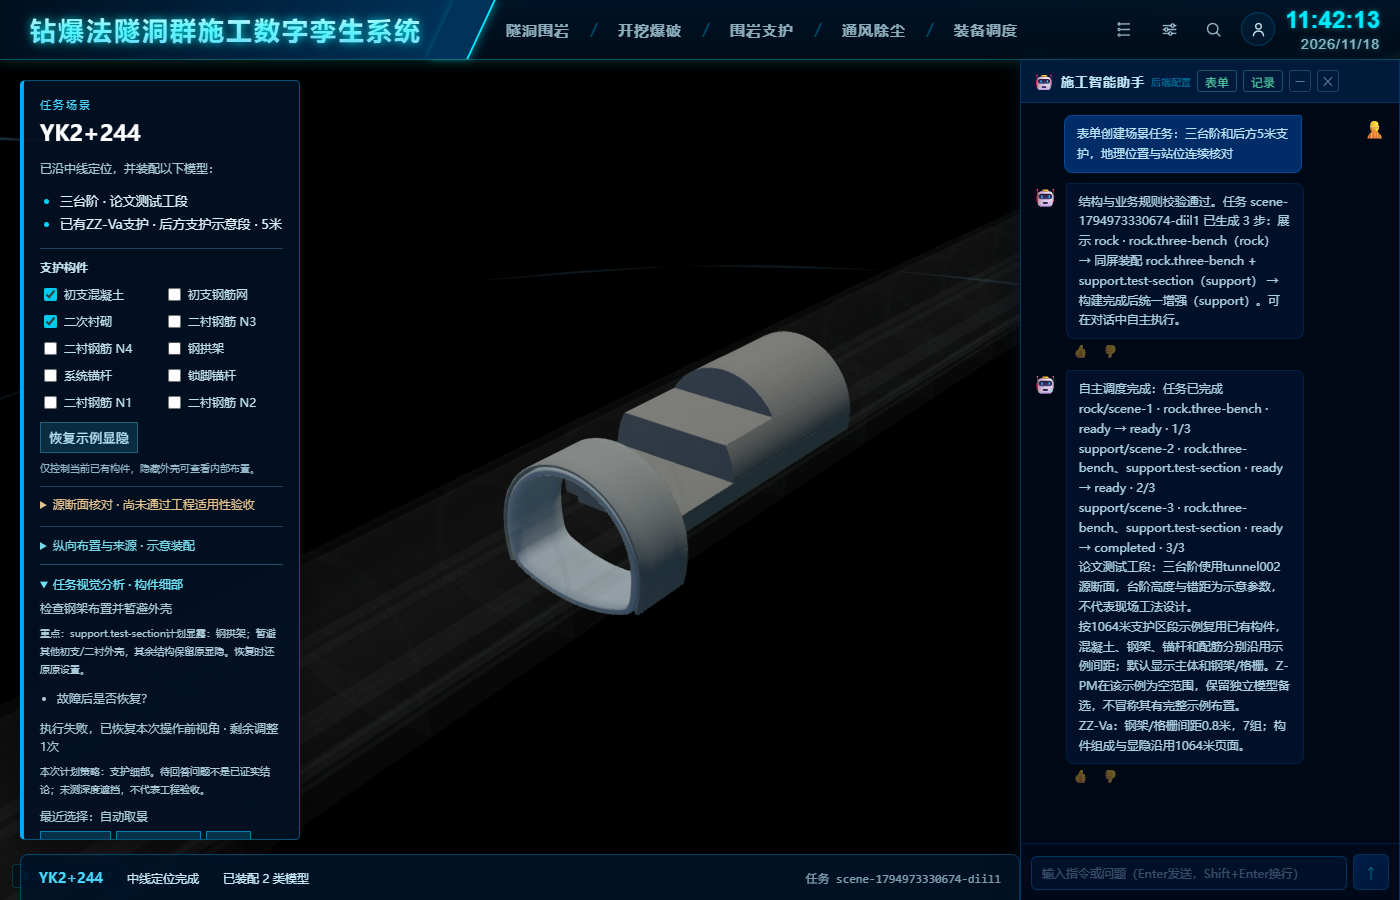 钻爆法隧洞群施工数字孪生系统
隧洞围岩 / 开挖爆破 / 围岩支护 / 通风除尘 / 装备调度
11:42:13
2026/11/18
任务场景
YK2+244
已沿中线定位，并装配以下模型：
• 三台阶 · 论文测试工段
• 已有ZZ-Va支护 · 后方支护示意段 · 5米
支护构件
初支混凝土 初支钢筋网
二次衬砌 二衬钢筋 N3
二衬钢筋 N4 钢拱架
系统锚杆 锁脚锚杆
二衬钢筋 N1 二衬钢筋 N2
恢复示例显隐
仅控制当前已有构件，隐藏外壳可查看内部布置。
▶ 源断面核对 · 尚未通过工程适用性验收
▶ 纵向布置与来源 · 示意装配
▼ 任务视觉分析 · 构件细部
检查钢架布置并暂避外壳
重点：support.test-section计划显露：钢拱架；暂避
其他初支/二衬外壳，其余结构保留原显隐。恢复时还
原原设置。
• 故障后是否恢复?
执行失败，已恢复本次操作前视角 · 剩余调整
1次
本次计划策略：支护细部。待回答问题不是已证实结
论；未测深度遮挡，不代表工程验收。
最近选择：自动取景
YK2+244 中线定位完成 已装配 2 类模型 任务 scene-1794973330674-diil1
施工智能助手 后端配置 表单 记录
表单创建场景任务：三台阶和后方5米支
护，地理位置与站位连续核对
结构与业务规则校验通过。任务 scene-
1794973330674-diil1 已生成 3 步：展
示 rock · rock.three-bench（rock）
→ 同屏装配 rock.three-bench +
support.test-section（support） →
构建完成后统一增强（support）。可
在对话中自主执行。
自主调度完成：任务已完成
rock/scene-1 · rock.three-bench ·
ready → ready · 1/3
support/scene-2 · rock.three-
bench、support.test-section · ready
→ ready · 2/3
support/scene-3 · rock.three-
bench、support.test-section · ready
→ completed · 3/3
论文测试工段：三台阶使用tunnel002
源断面，台阶高度与错距为示意参数，
不代表现场工法设计。
按1064米支护区段示例复用已有构件，
混凝土、钢架、锚杆和配筋分别沿用示
例间距；默认显示主体和钢架/格栅。Z-
PM在该示例为空范围，保留独立模型备
选，不冒称其有完整示例布置。
ZZ-Va：钢架/格栅间距0.8米，7组；构
件组成与显隐沿用1064米页面。
输入指令或问题（Enter发送，Shift+Enter换行）